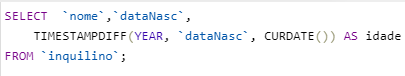 SELECT  `nome`,`dataNasc`,
    TIMESTAMPDIFF(YEAR, `dataNasc`, CURDATE()) AS idade
FROM `inquilino`;